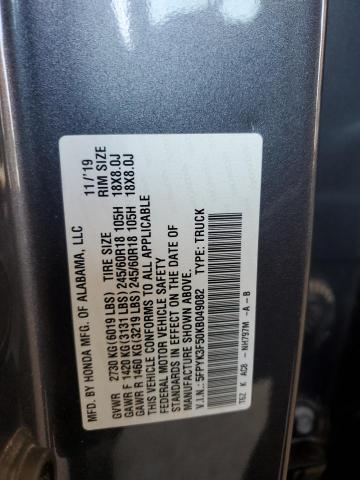 MFD. BY HONDA MFG. OF ALABAMA, LLC 11/'19
GVWR 2730 KG(6019 LBS) TIRE SIZE RIM SIZE
GAWR F 1420 KG(3131 LBS) 245/60R18 105H 18X8.0J
GAWR R 1460 KG(3219 LBS) 245/60R18 105H 18X8.0J
THIS VEHICLE CONFORMS TO ALL APPLICABLE
FEDERAL MOTOR VEHICLE SAFETY
STANDARDS IN EFFECT ON THE DATE OF
MANUFACTURE SHOWN ABOVE.
V.I.N.: 5FPYK3F50KB049082 TYPE: TRUCK
T6Z K AC8 -NH797M -A-B